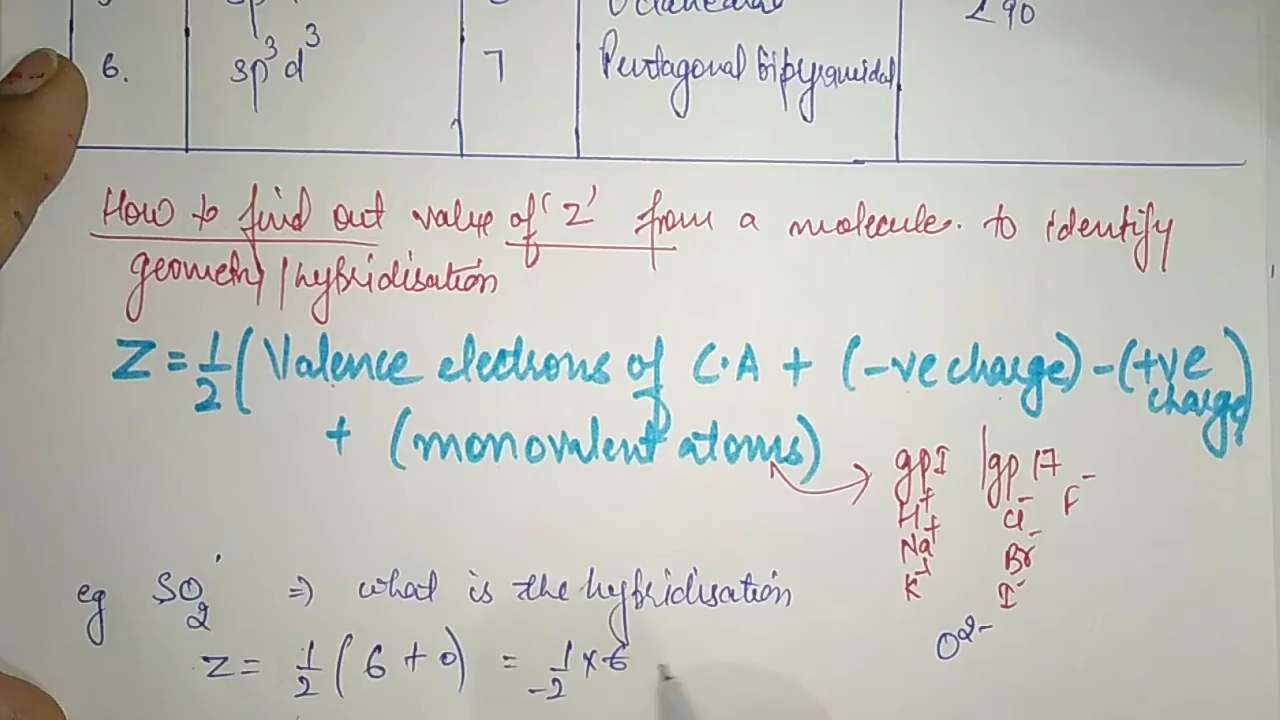 Octahedral
∠90
6. sp³d³ 7 Pentagonal bipyramidal
How to find out value of 'Z' from a molecule. to identify
geometry / hybridisation
Z = 1/2 ( Valence electrons of C.A + (-ve charge) - (+ve charge)
+ (monovalent atoms)
gp I | gp 17
H⁺ Cl⁻ F⁻
Na⁺ Br⁻
K⁺ I⁻
O²⁻
eg SO₂ ⇒ what is the hybridisation
Z = 1/2 ( 6 + 0 ) = 1/2 × 6